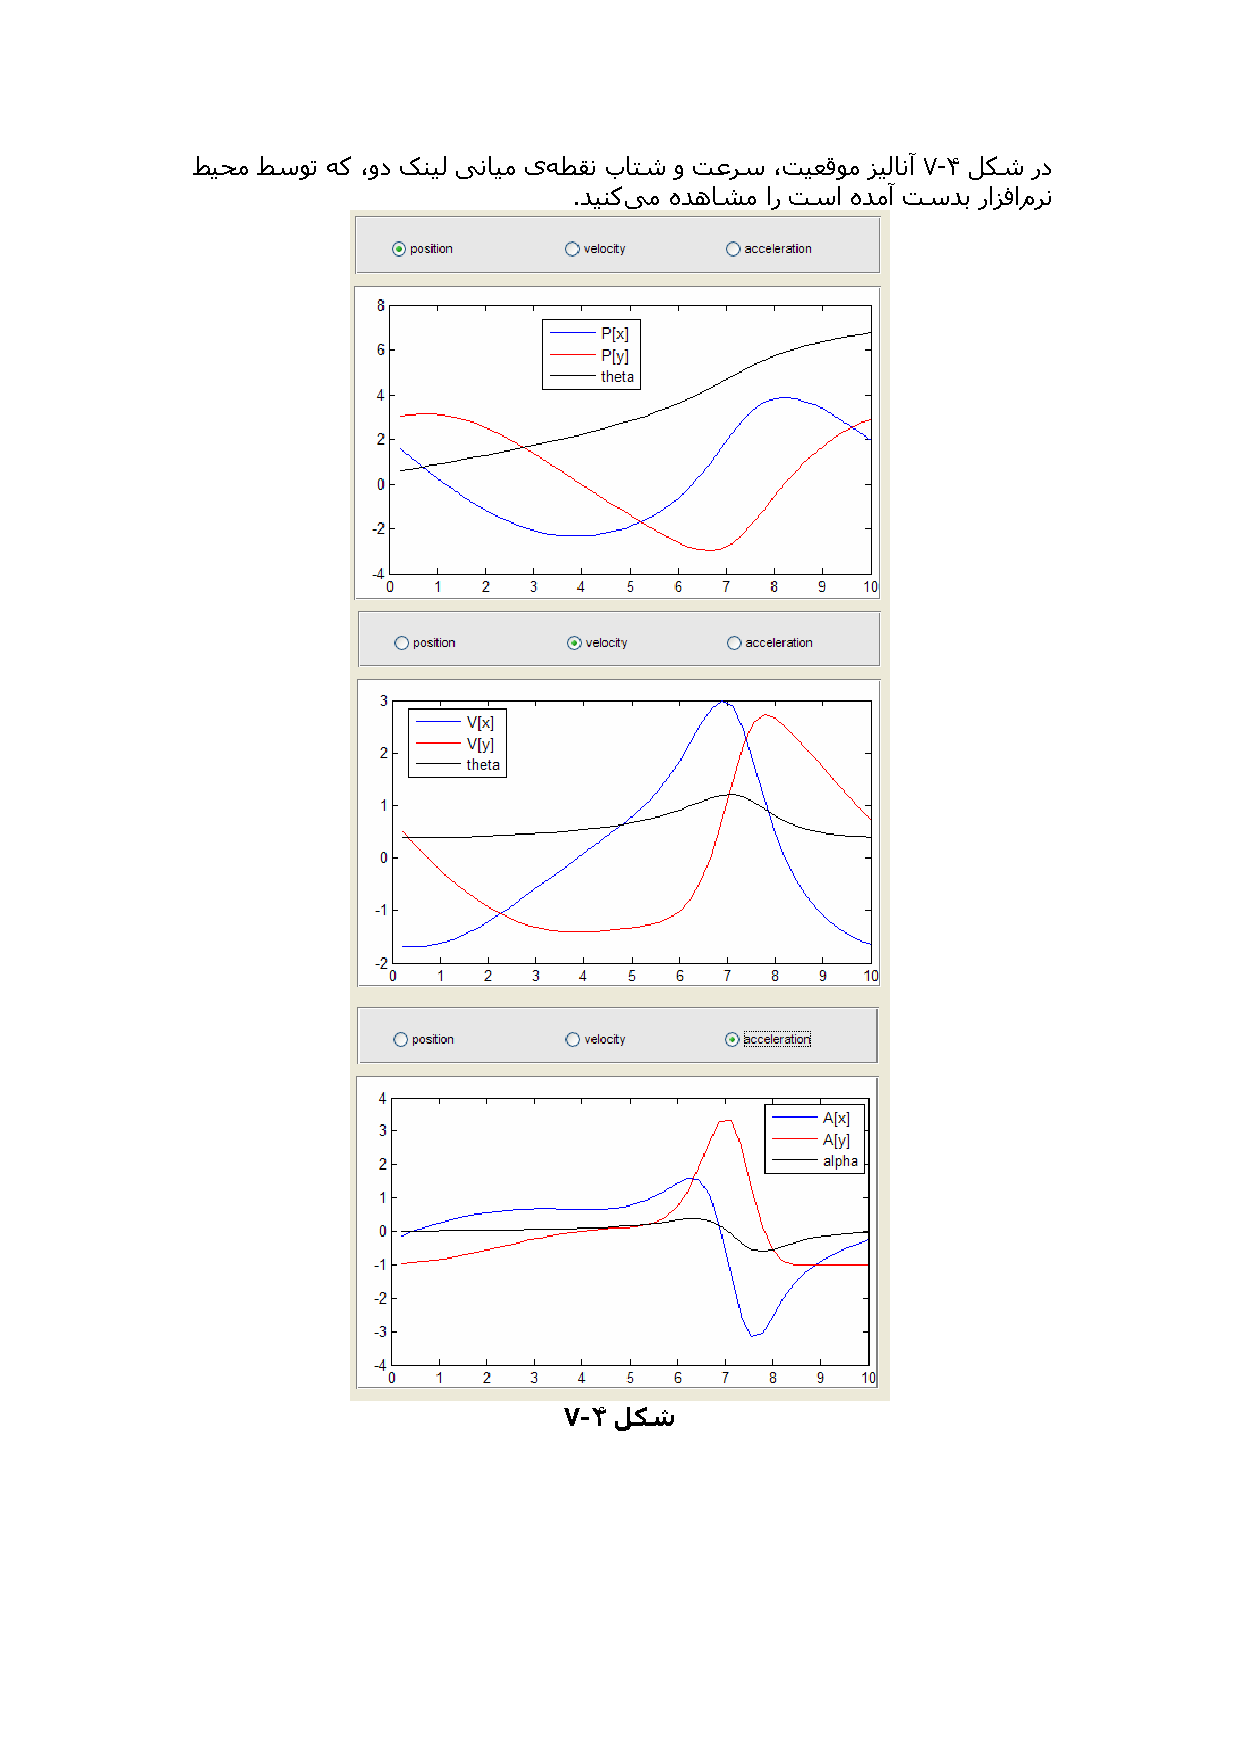 در شکل ۴-۷ آنالیز موقعیت، سرعت و شتاب نقطه‌ی میانی لینک دو، که توسط محیط
نرم‌افزار بدست آمده است را مشاهده می‌کنید.
position velocity acceleration
8
6
4
2
0
-2
-4
P[x]
P[y]
theta
0 1 2 3 4 5 6 7 8 9 10
position velocity acceleration
3
2
1
0
-1
-2
V[x]
V[y]
theta
0 1 2 3 4 5 6 7 8 9 10
position velocity acceleration
4
3
2
1
0
-1
-2
-3
-4
A[x]
A[y]
alpha
0 1 2 3 4 5 6 7 8 9 10
شکل ۴-۷